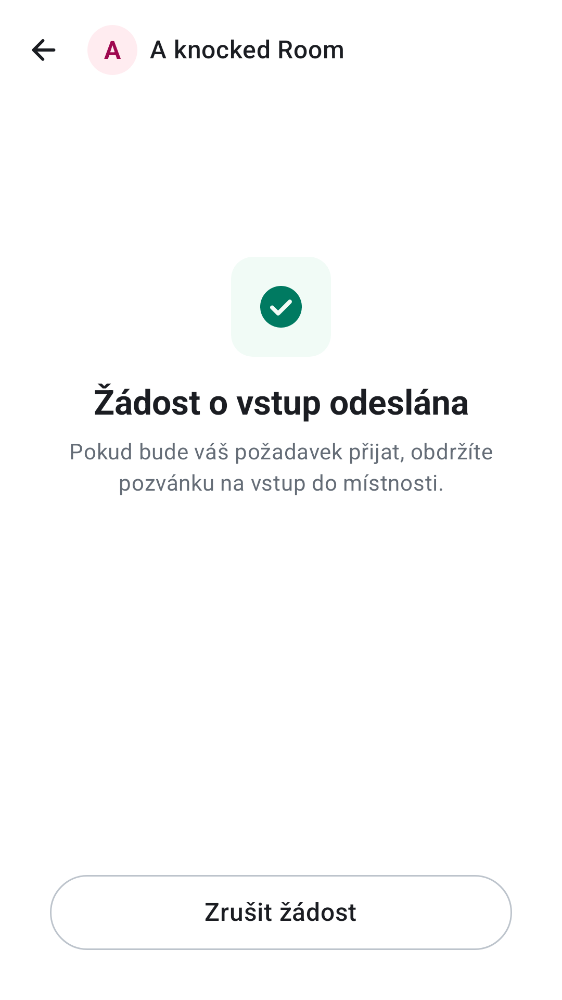 A
A knocked Room
Žádost o vstup odeslána
Pokud bude váš požadavek přijat, obdržíte
pozvánku na vstup do místnosti.
Zrušit žádost